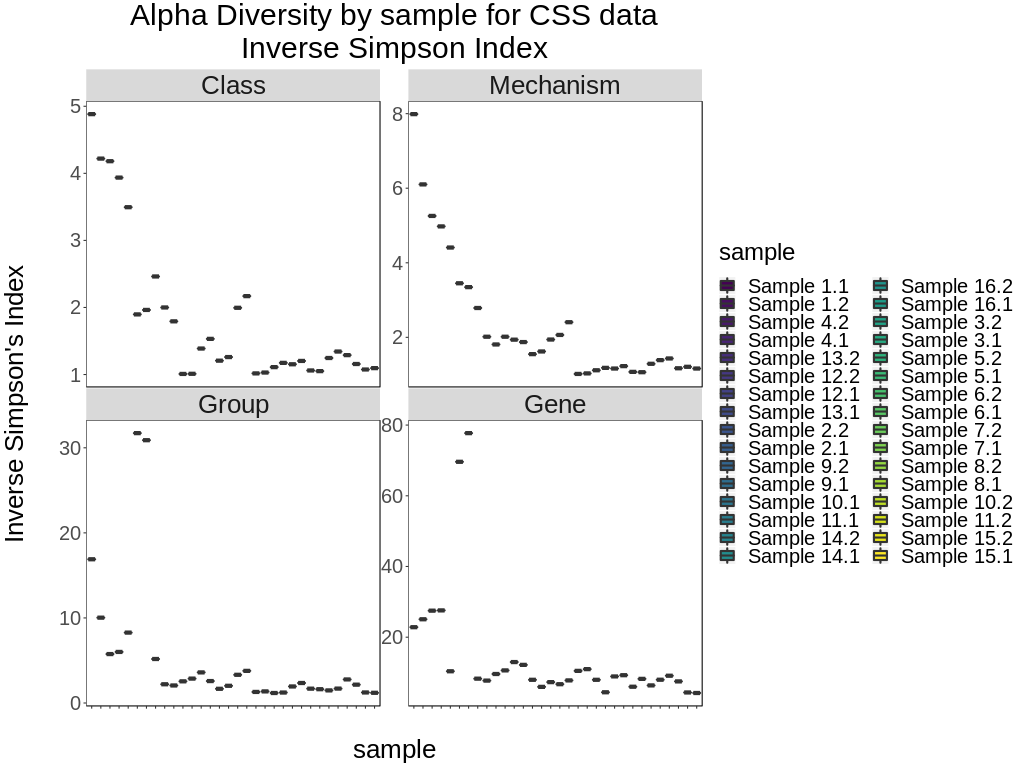 Alpha Diversity by sample for CSS data
Inverse Simpson Index
Class
Mechanism
5
4
3
2
1
8
6
4
2
Group
Gene
30
20
10
0
80
60
40
20
Inverse Simpson's Index
sample
sample
Sample 1.1
Sample 1.2
Sample 4.2
Sample 4.1
Sample 13.2
Sample 12.2
Sample 12.1
Sample 13.1
Sample 2.2
Sample 2.1
Sample 9.2
Sample 9.1
Sample 10.1
Sample 11.1
Sample 14.2
Sample 14.1
Sample 16.2
Sample 16.1
Sample 3.2
Sample 3.1
Sample 5.2
Sample 5.1
Sample 6.2
Sample 6.1
Sample 7.2
Sample 7.1
Sample 8.2
Sample 8.1
Sample 10.2
Sample 11.2
Sample 15.2
Sample 15.1